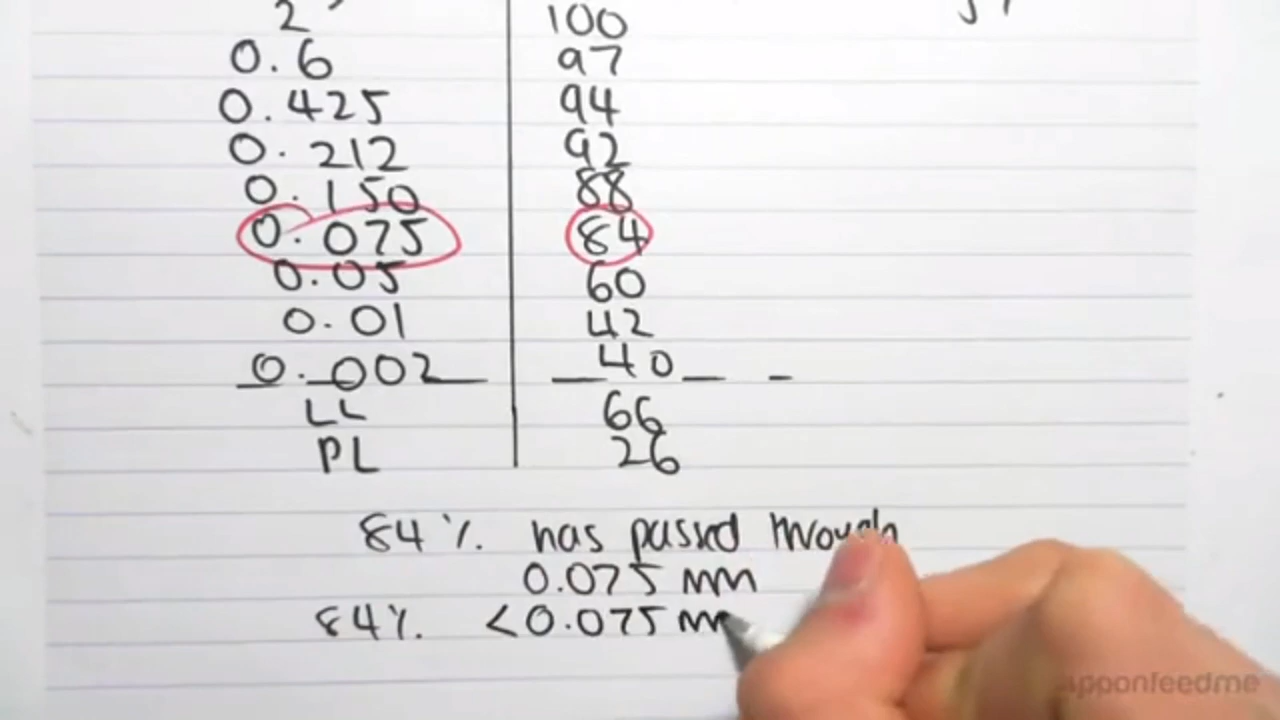 2 100
0.6 97
0.425 94
0.212 92
0.150 88
0.075 84
0.05 60
0.01 42
0.002 40
LL 66
PL 26
84% has passed through
0.075 mm
84% <0.075 mm
apponfeedme